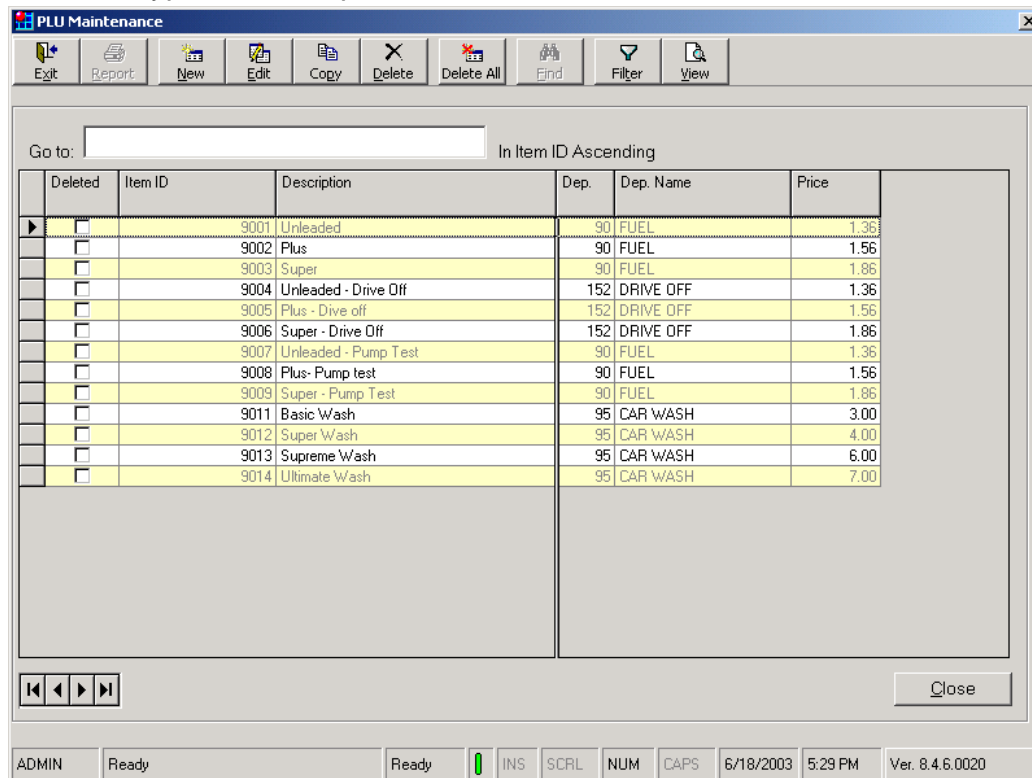 PLU Maintenance
Exit Report New Edit Copy Delete Delete All Find Filter View
Go to: In Item ID Ascending
Deleted Item ID Description Dep. Dep. Name Price
9001 Unleaded 90 FUEL 1.36
9002 Plus 90 FUEL 1.56
9003 Super 90 FUEL 1.86
9004 Unleaded - Drive Off 152 DRIVE OFF 1.36
9005 Plus - Dive off 152 DRIVE OFF 1.56
9006 Super - Drive Off 152 DRIVE OFF 1.86
9007 Unleaded - Pump Test 90 FUEL 1.36
9008 Plus- Pump test 90 FUEL 1.56
9009 Super - Pump Test 90 FUEL 1.86
9011 Basic Wash 95 CAR WASH 3.00
9012 Super Wash 95 CAR WASH 4.00
9013 Supreme Wash 95 CAR WASH 6.00
9014 Ultimate Wash 95 CAR WASH 7.00
Close
ADMIN Ready Ready INS SCRL NUM CAPS 6/18/2003 5:29 PM Ver. 8.4.6.0020